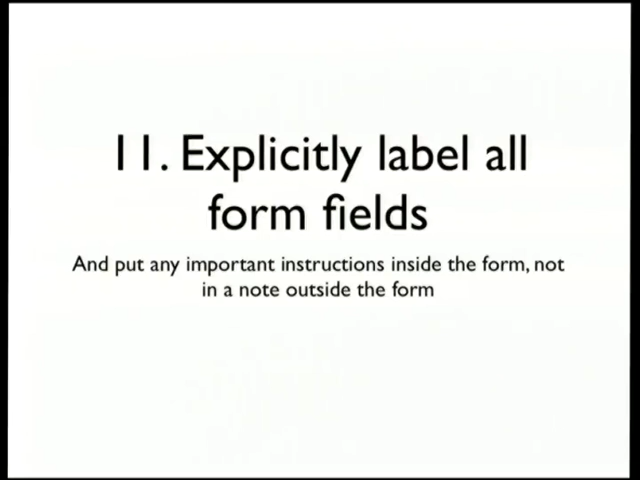 11. Explicitly label all
form fields
And put any important instructions inside the form, not
in a note outside the form